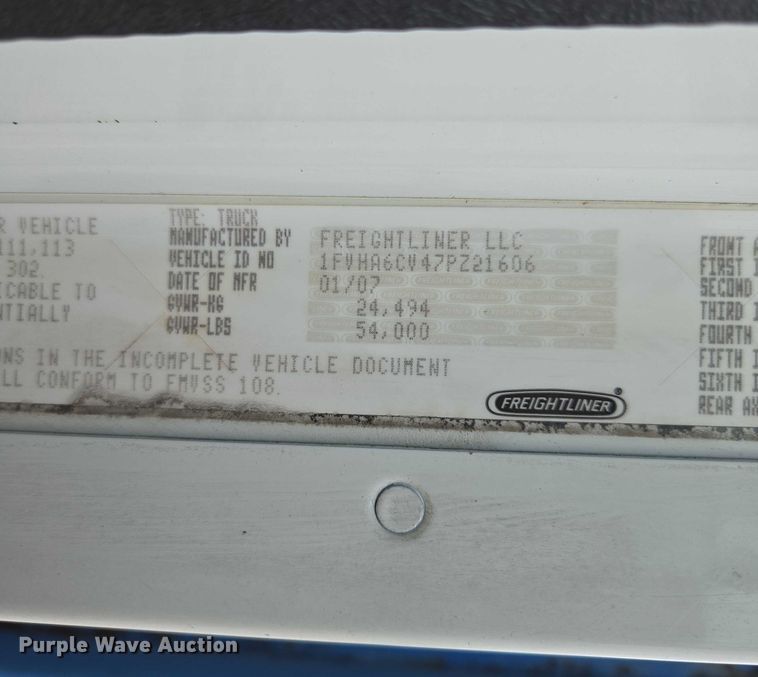 R VEHICLE
111,113
302.
ICABLE TO
NTIALLY
TYPE: TRUCK
MANUFACTURED BY FREIGHTLINER LLC
VEHICLE ID NO 1FVHA6CV47PZ21606
DATE OF MFR 01/07
GVWR-KG 24,494
GVWR-LBS 54,000
ONS IN THE INCOMPLETE VEHICLE DOCUMENT
LL CONFORM TO FMVSS 108.
FREIGHTLINER®
FRONT A
FIRST I
SECOND
THIRD I
FOURTH
FIFTH I
SIXTH I
REAR AX
Purple Wave Auction